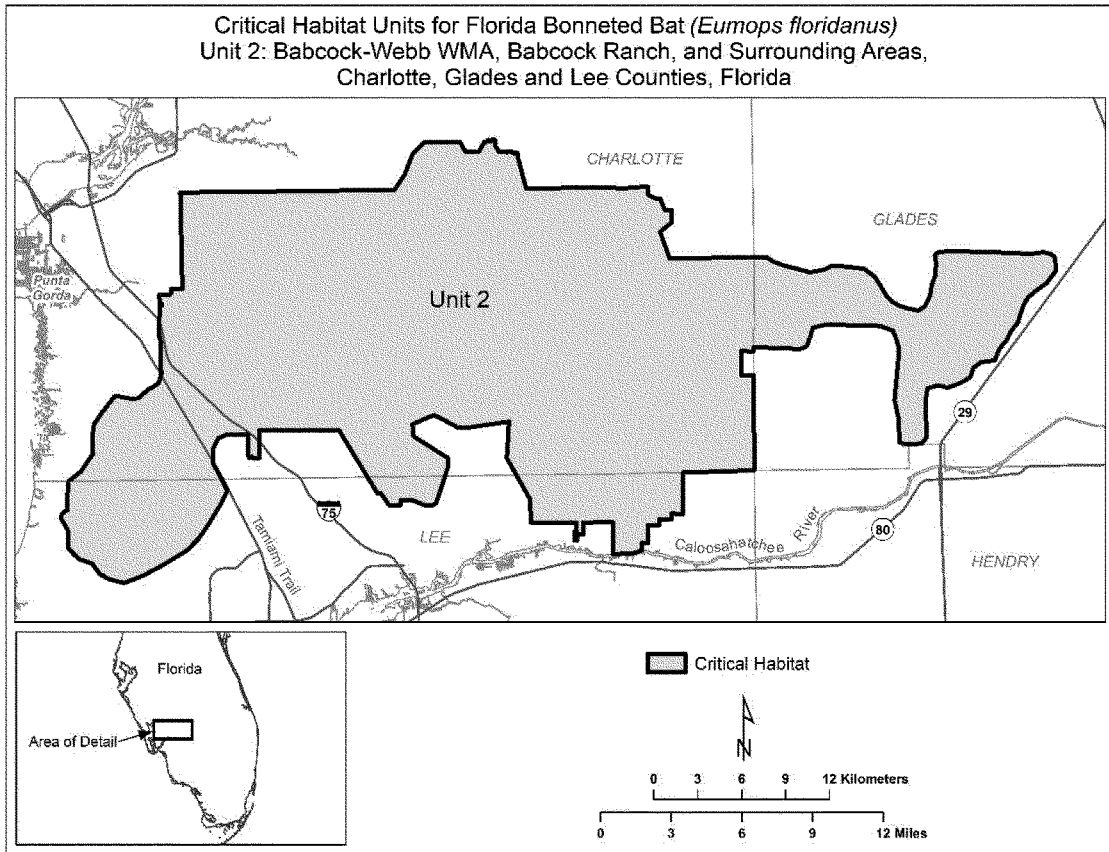 Critical Habitat Units for Florida Bonneted Bat (Eumops floridanus)
Unit 2: Babcock-Webb WMA, Babcock Ranch, and Surrounding Areas,
Charlotte, Glades and Lee Counties, Florida
CHARLOTTE
GLADES
Punta
Gorda
Unit 2
29
75
LEE
Tamiami Trail
Caloosahatchee River
80
HENDRY
Florida
Area of Detail
Critical Habitat
N
0 3 6 9 12 Kilometers
0 3 6 9 12 Miles